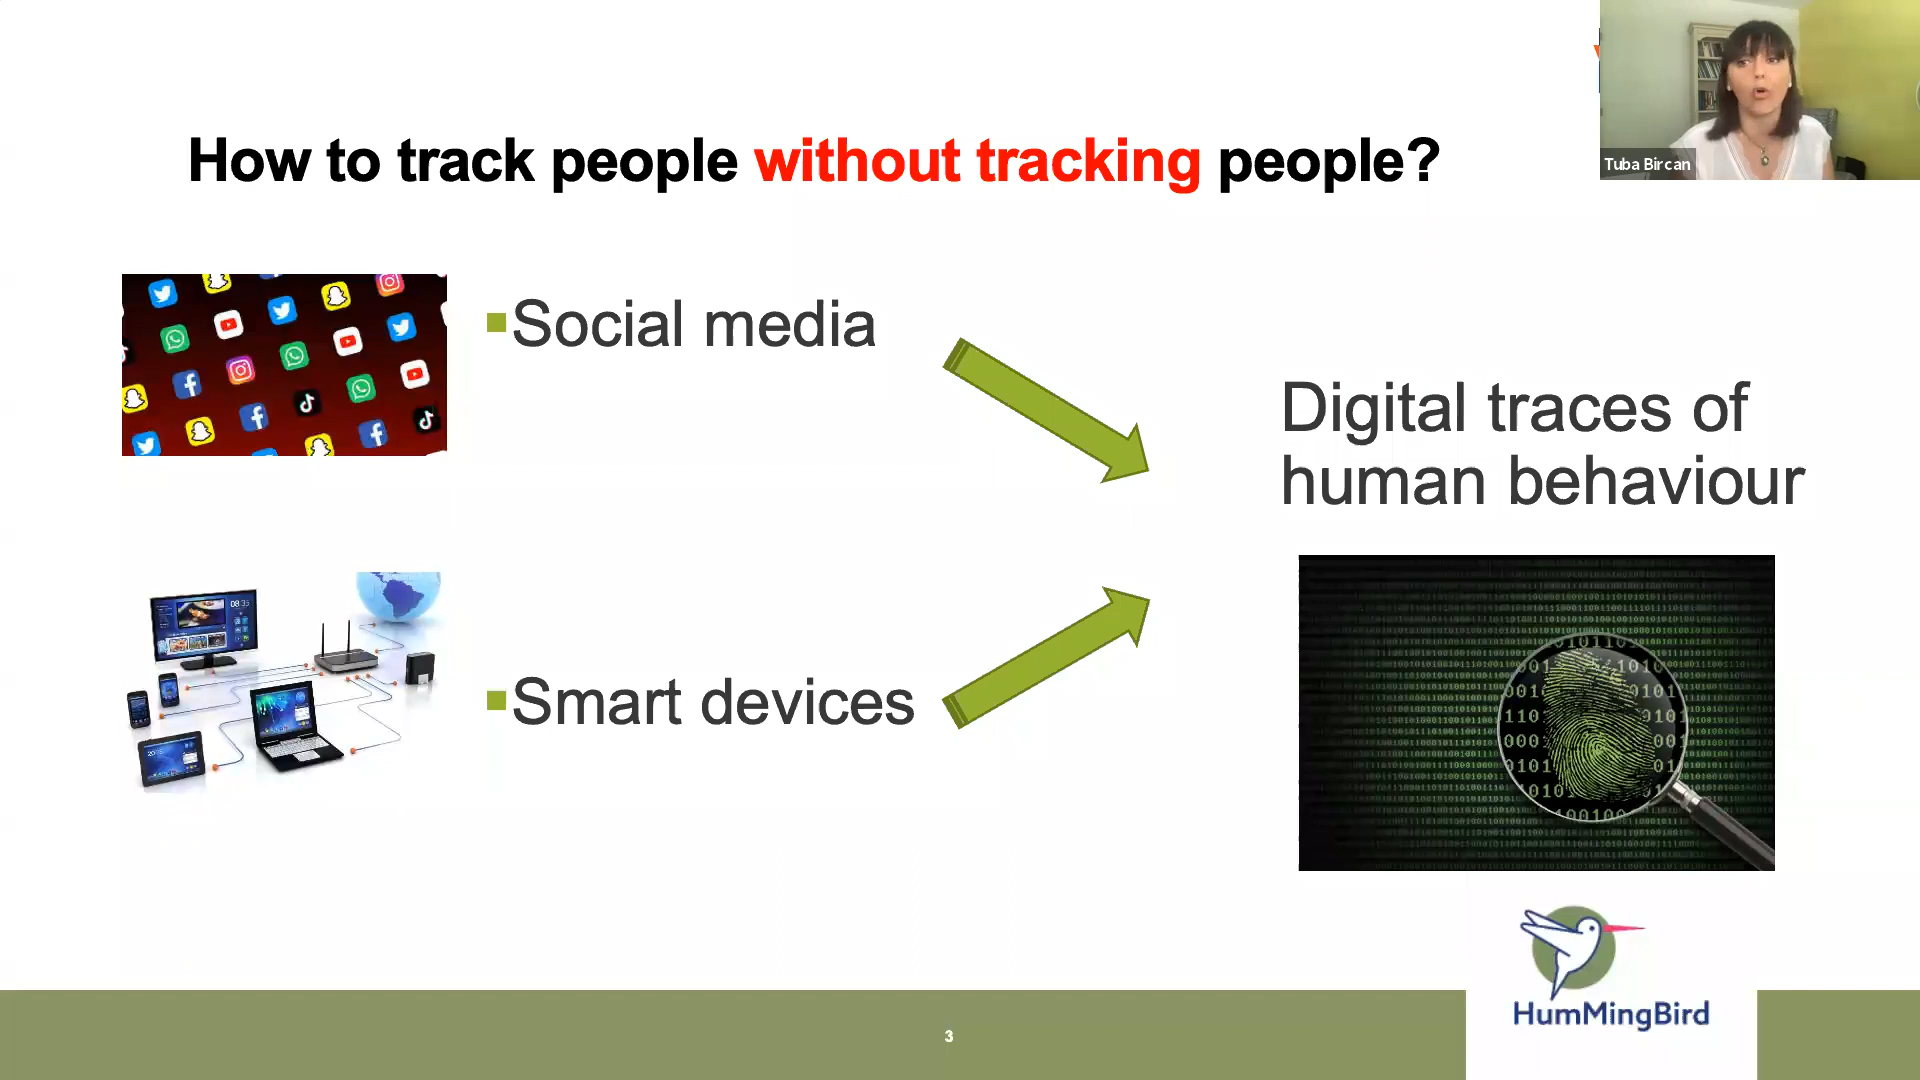 How to track people without tracking people?
Tuba Bircan
▪Social media
Digital traces of
human behaviour
▪Smart devices
HumMingBird
3